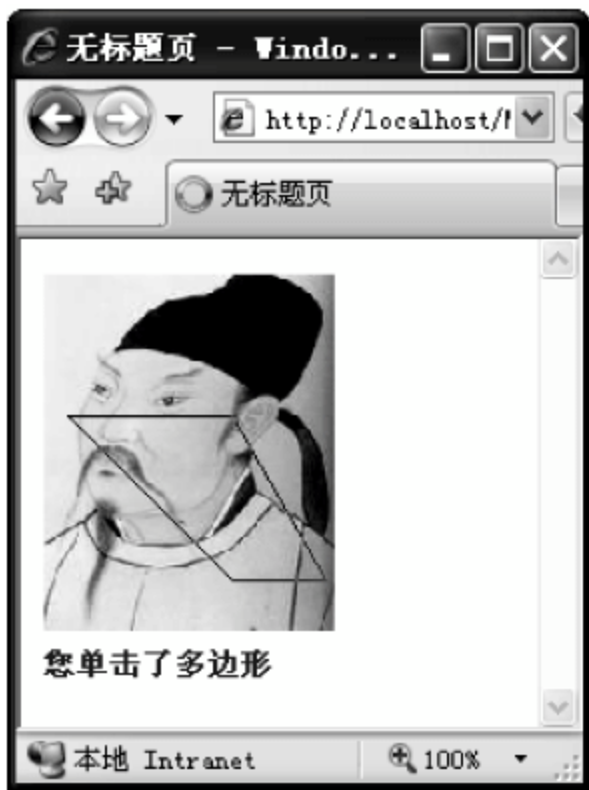 无标题页 - Windo...
http://localhost/
无标题页
您单击了多边形
本地 Intranet
100%